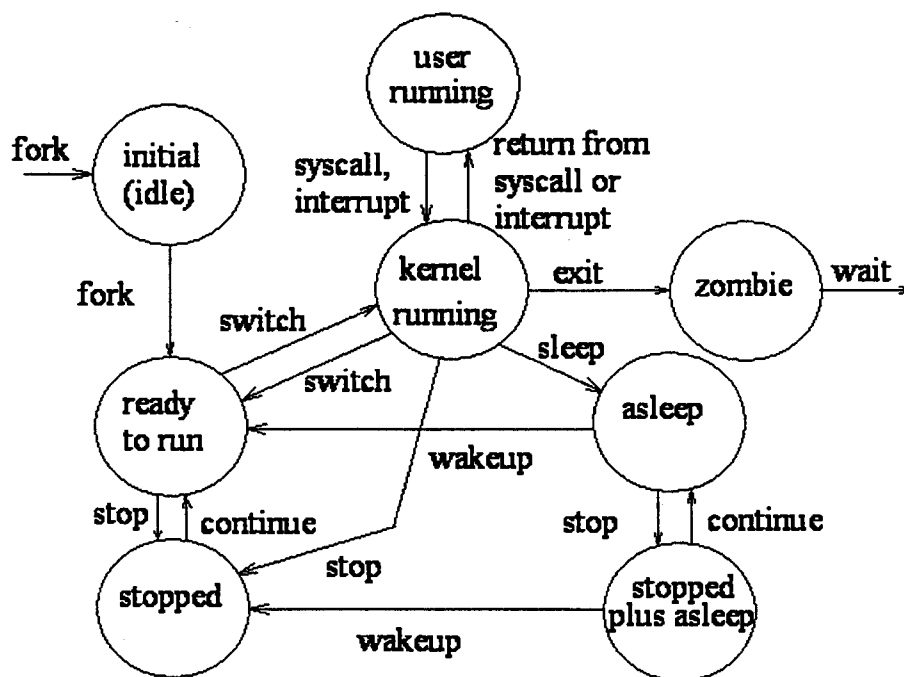 user
running
fork
initial
(idle)
syscall,
interrupt
return from
syscall or
interrupt
kernel
running
exit
zombie
wait
fork
switch
switch
sleep
ready
to run
asleep
wakeup
stop
continue
stop
continue
stopped
stop
stopped
plus asleep
wakeup